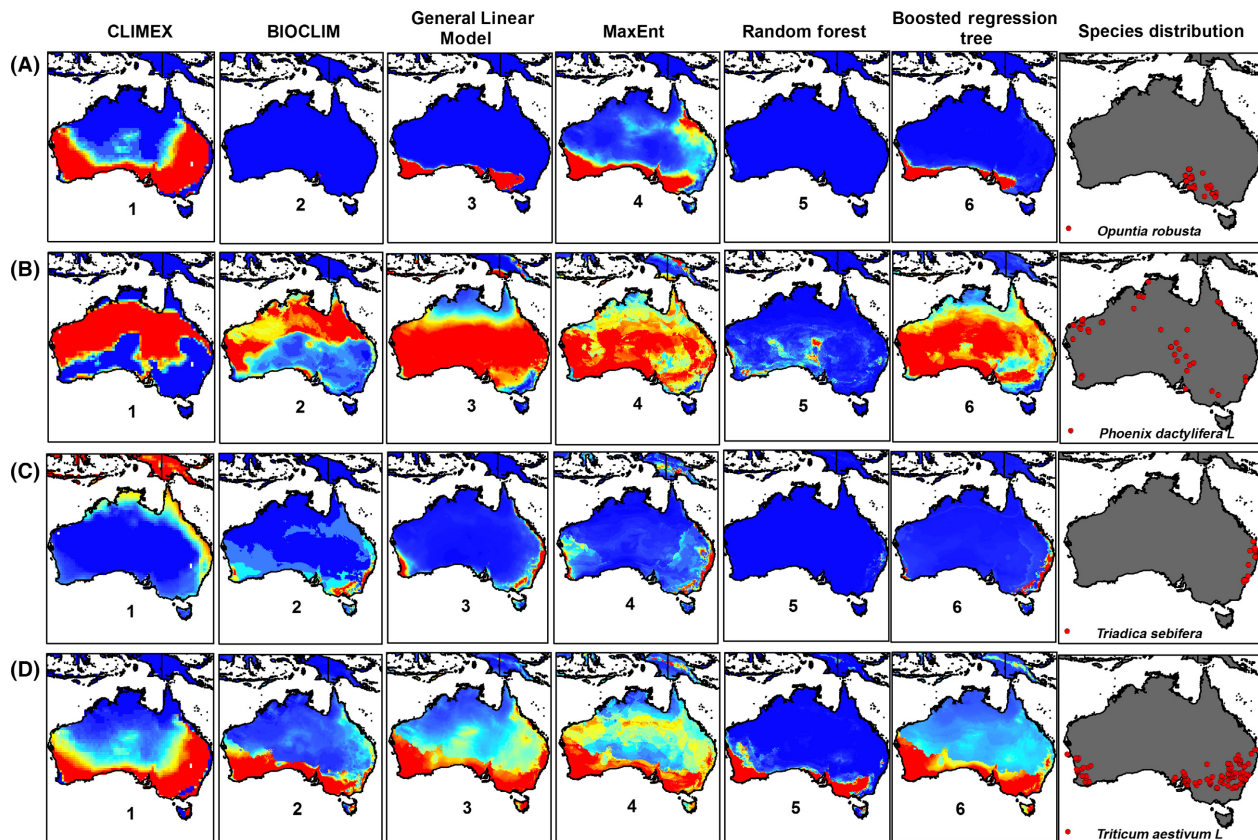 CLIMEX BIOCLIM General Linear Model MaxEnt Random forest Boosted regression tree Species distribution
(A)
1 2 3 4 5 6 Opuntia robusta
(B)
1 2 3 4 5 6 Phoenix dactylifera L
(C)
1 2 3 4 5 6 Triadica sebifera
(D)
1 2 3 4 5 6 Triticum aestivum L